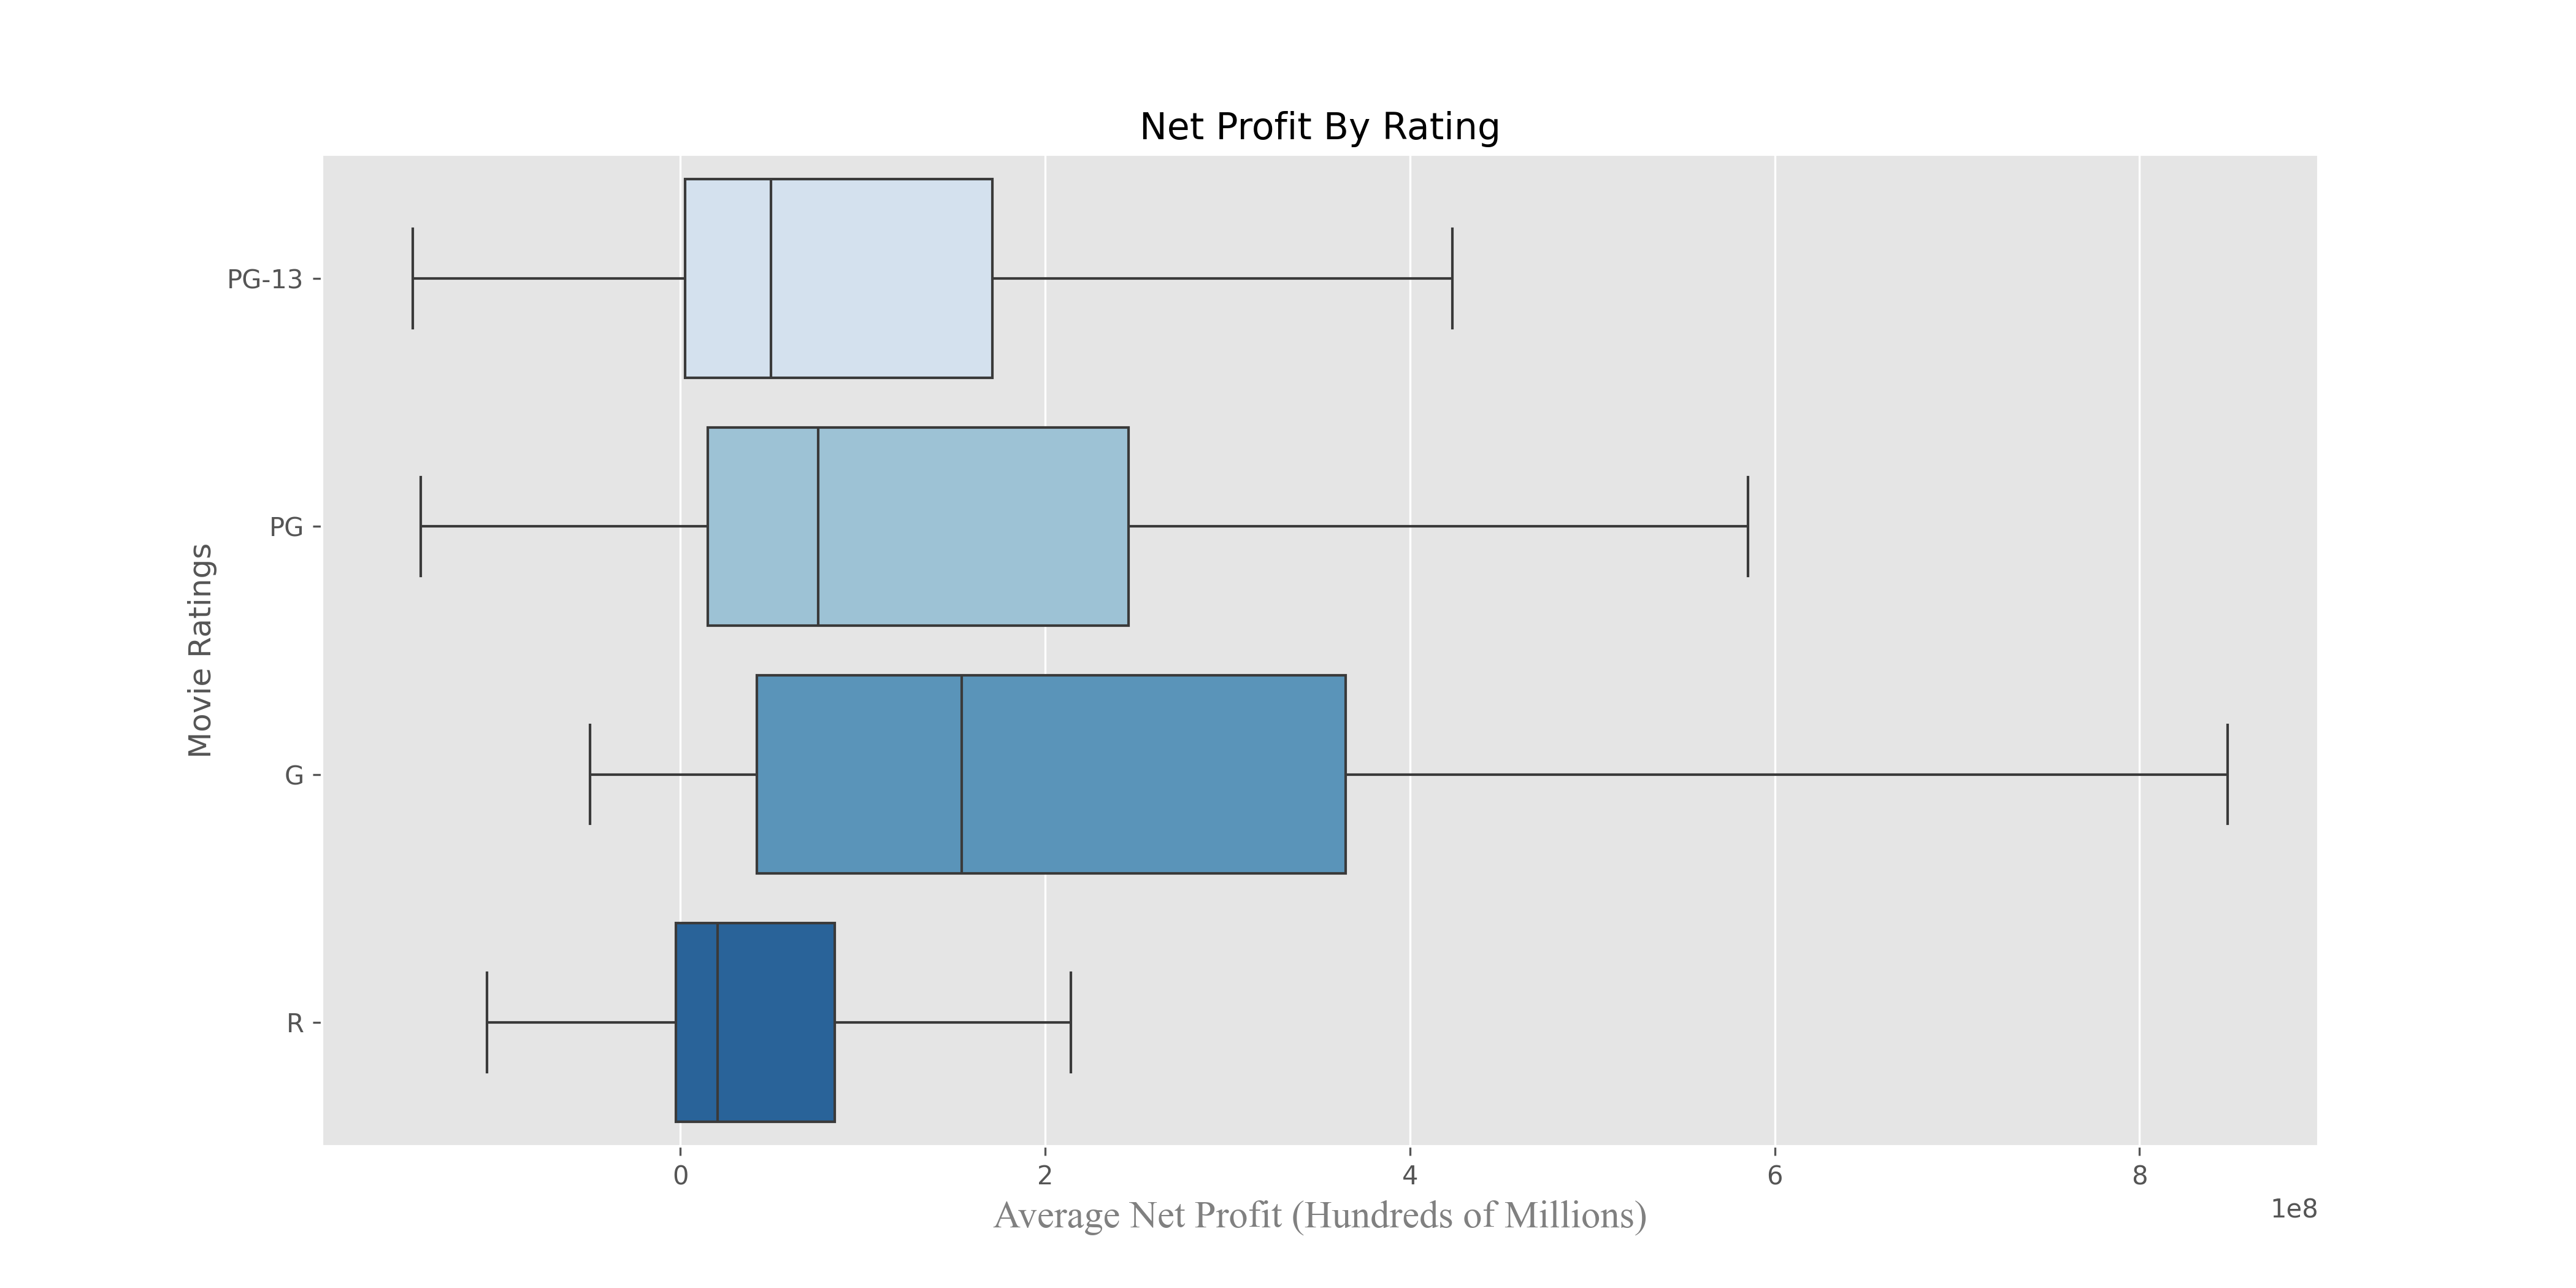 Net Profit By Rating
Movie Ratings
PG-13
PG
G
R
0 2 4 6 8
1e8
Average Net Profit (Hundreds of Millions)